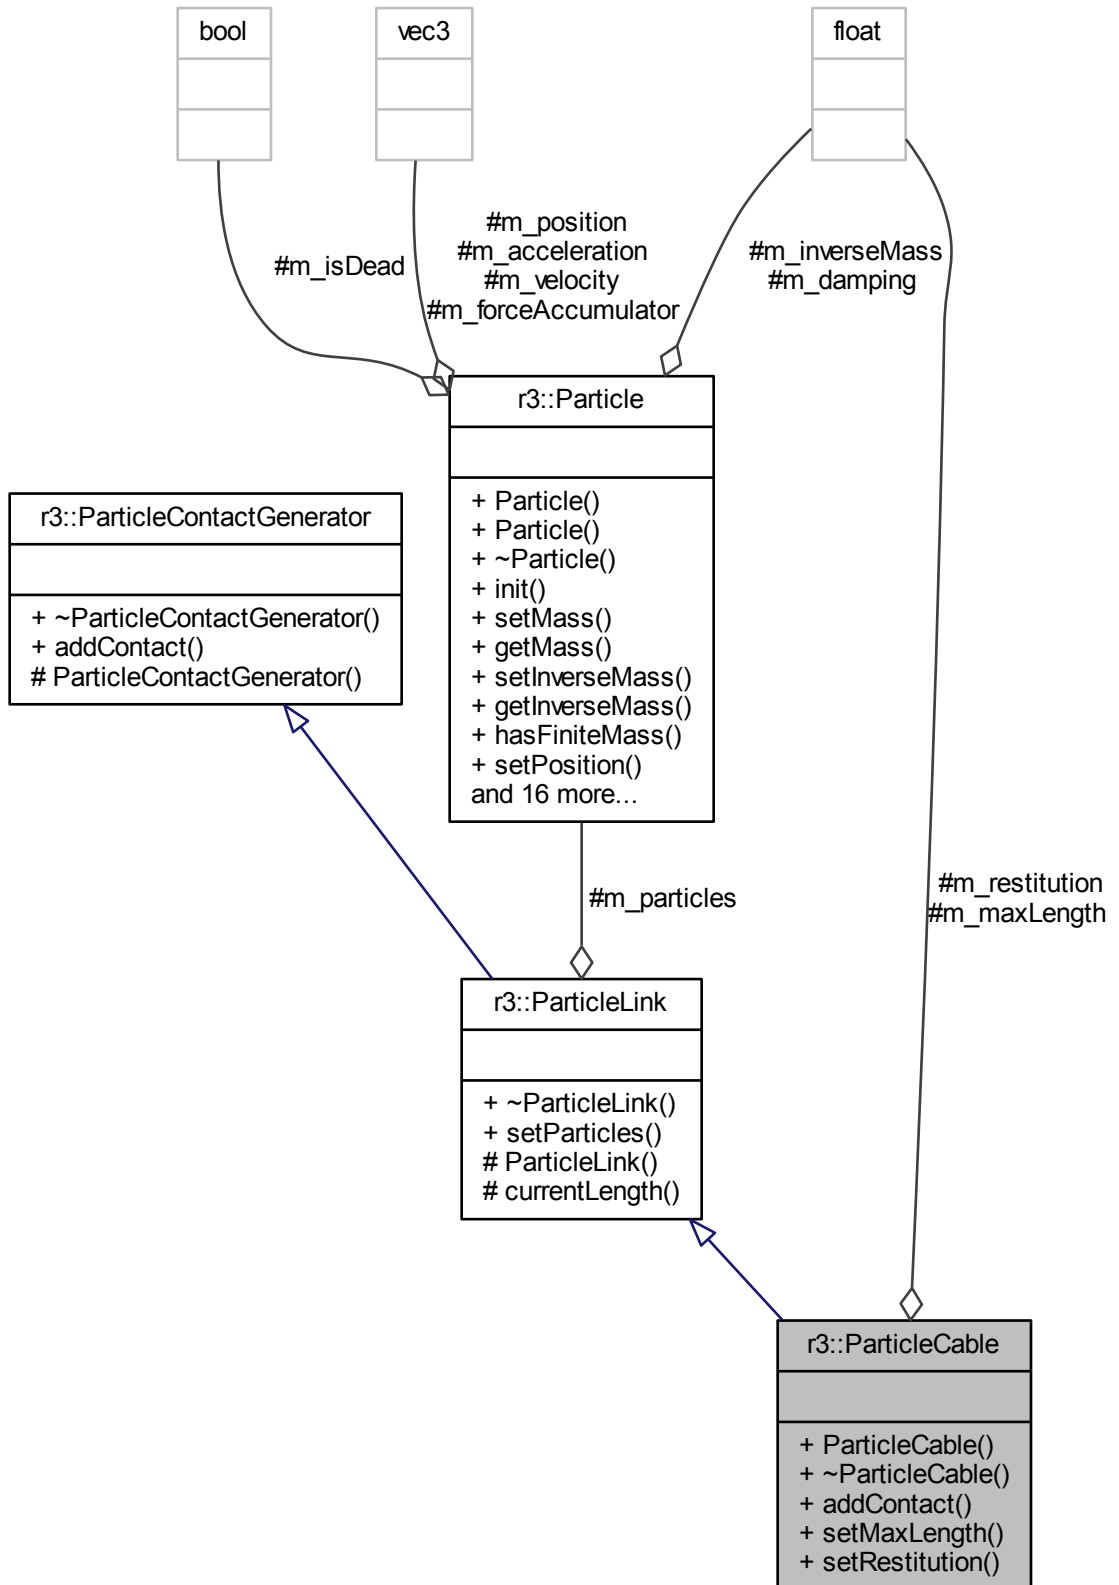 bool
vec3
float
#m_isDead
#m_position
#m_acceleration
#m_velocity
#m_forceAccumulator
#m_inverseMass
#m_damping
r3::Particle
+ Particle()
+ Particle()
+ ~Particle()
+ init()
+ setMass()
+ getMass()
+ setInverseMass()
+ getInverseMass()
+ hasFiniteMass()
+ setPosition()
and 16 more...
r3::ParticleContactGenerator
+ ~ParticleContactGenerator()
+ addContact()
# ParticleContactGenerator()
#m_particles
#m_restitution
#m_maxLength
r3::ParticleLink
+ ~ParticleLink()
+ setParticles()
# ParticleLink()
# currentLength()
r3::ParticleCable
+ ParticleCable()
+ ~ParticleCable()
+ addContact()
+ setMaxLength()
+ setRestitution()